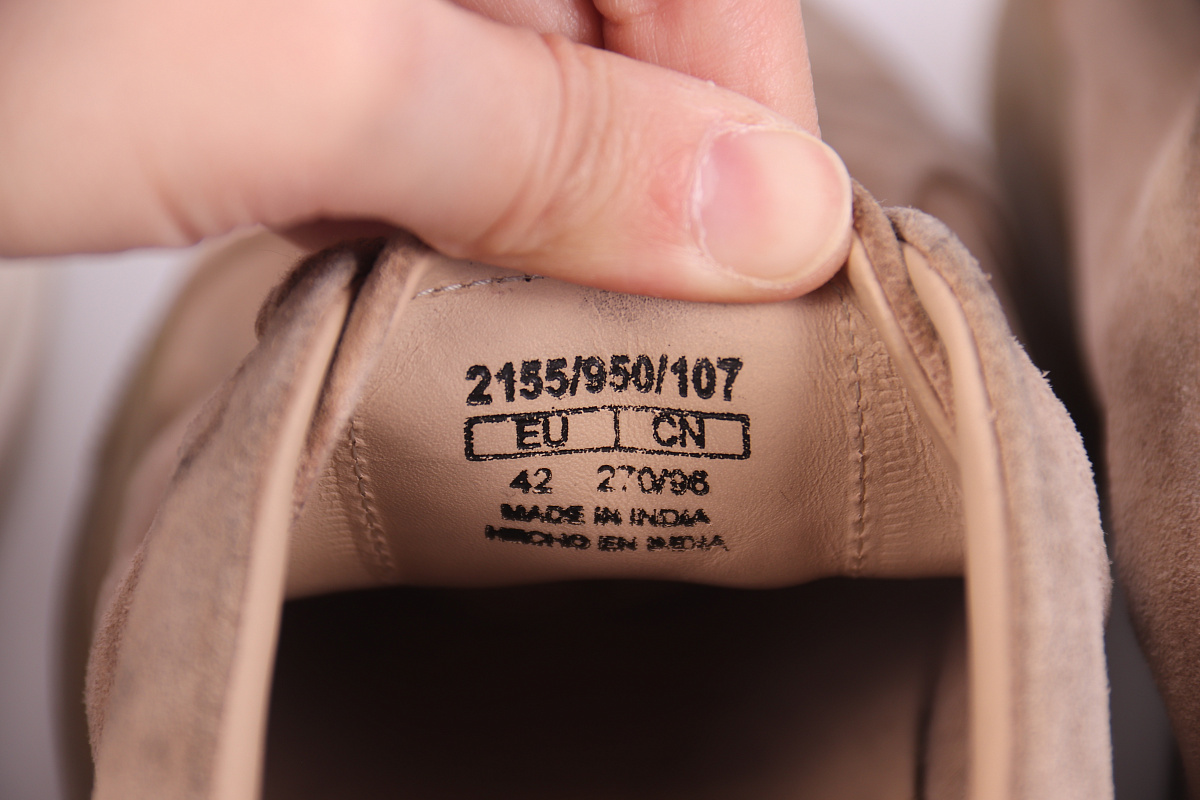 2155/950/107
EU CN
42 270/96
MADE IN INDIA
HECHO EN INDIA